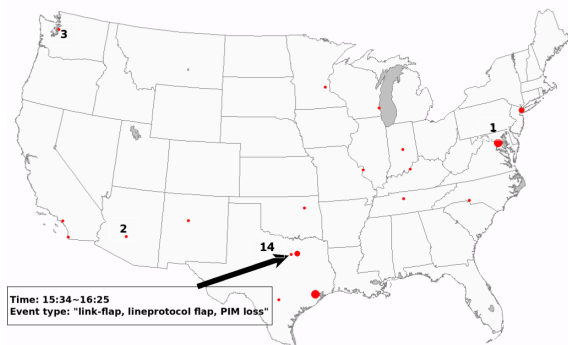 3
1
2
14
Time: 15:34~16:25
Event type: "link-flap, lineprotocol flap, PIM loss"